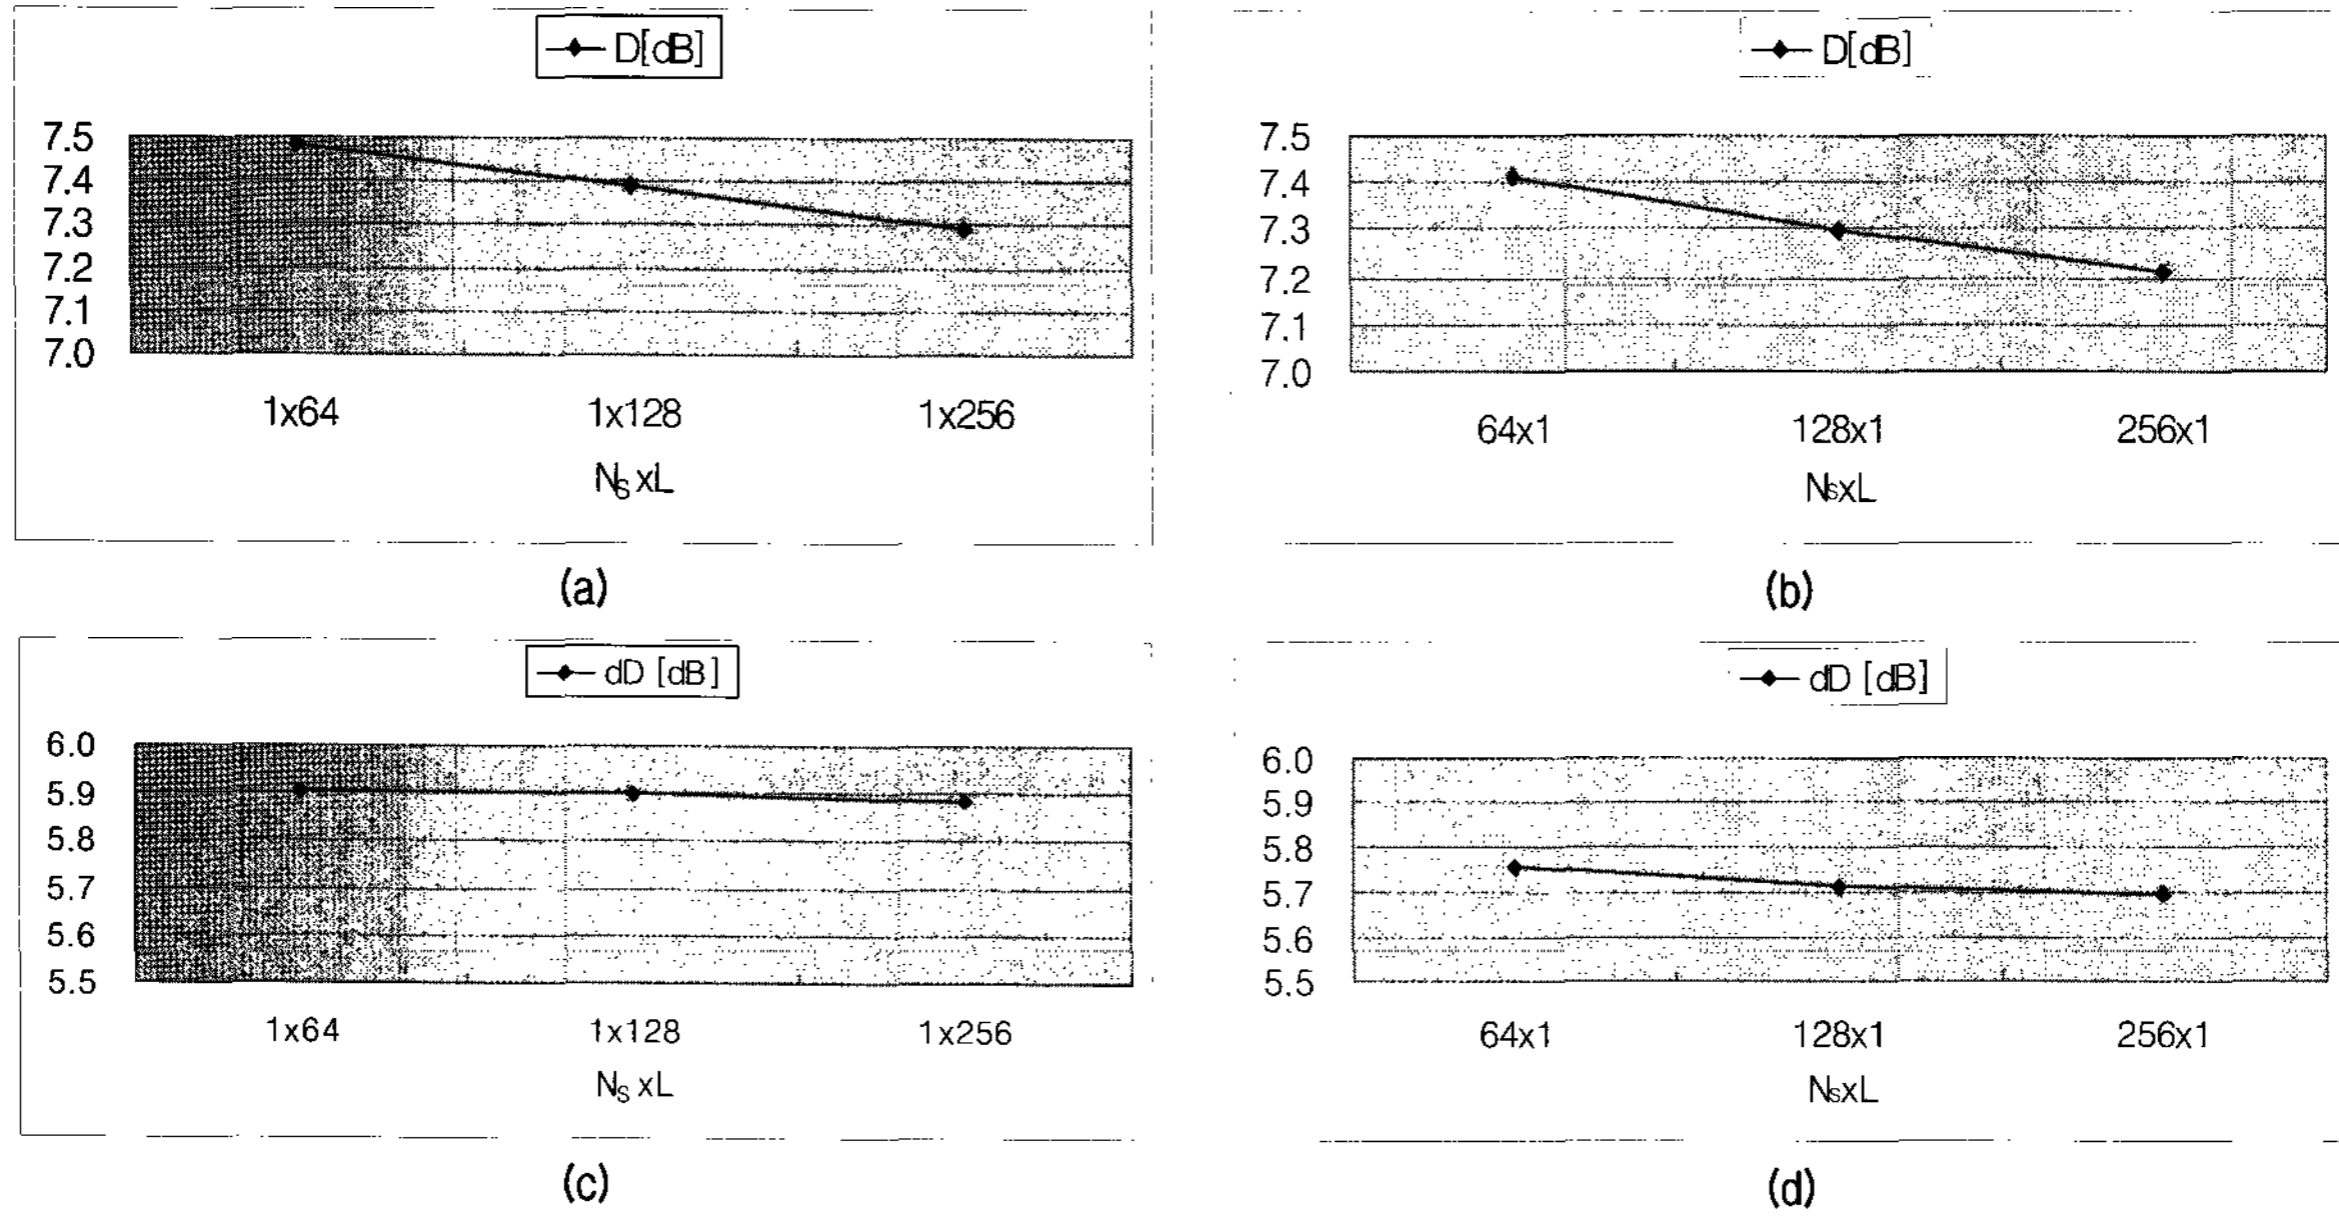 D[dB]
7.5
7.4
7.3
7.2
7.1
7.0
1x64 1x128 1x256
NS xL
(a)
D[dB]
7.5
7.4
7.3
7.2
7.1
7.0
64x1 128x1 256x1
NsxL
(b)
dD [dB]
6.0
5.9
5.8
5.7
5.6
5.5
1x64 1x128 1x256
NS xL
(c)
dD [dB]
6.0
5.9
5.8
5.7
5.6
5.5
64x1 128x1 256x1
NsxL
(d)